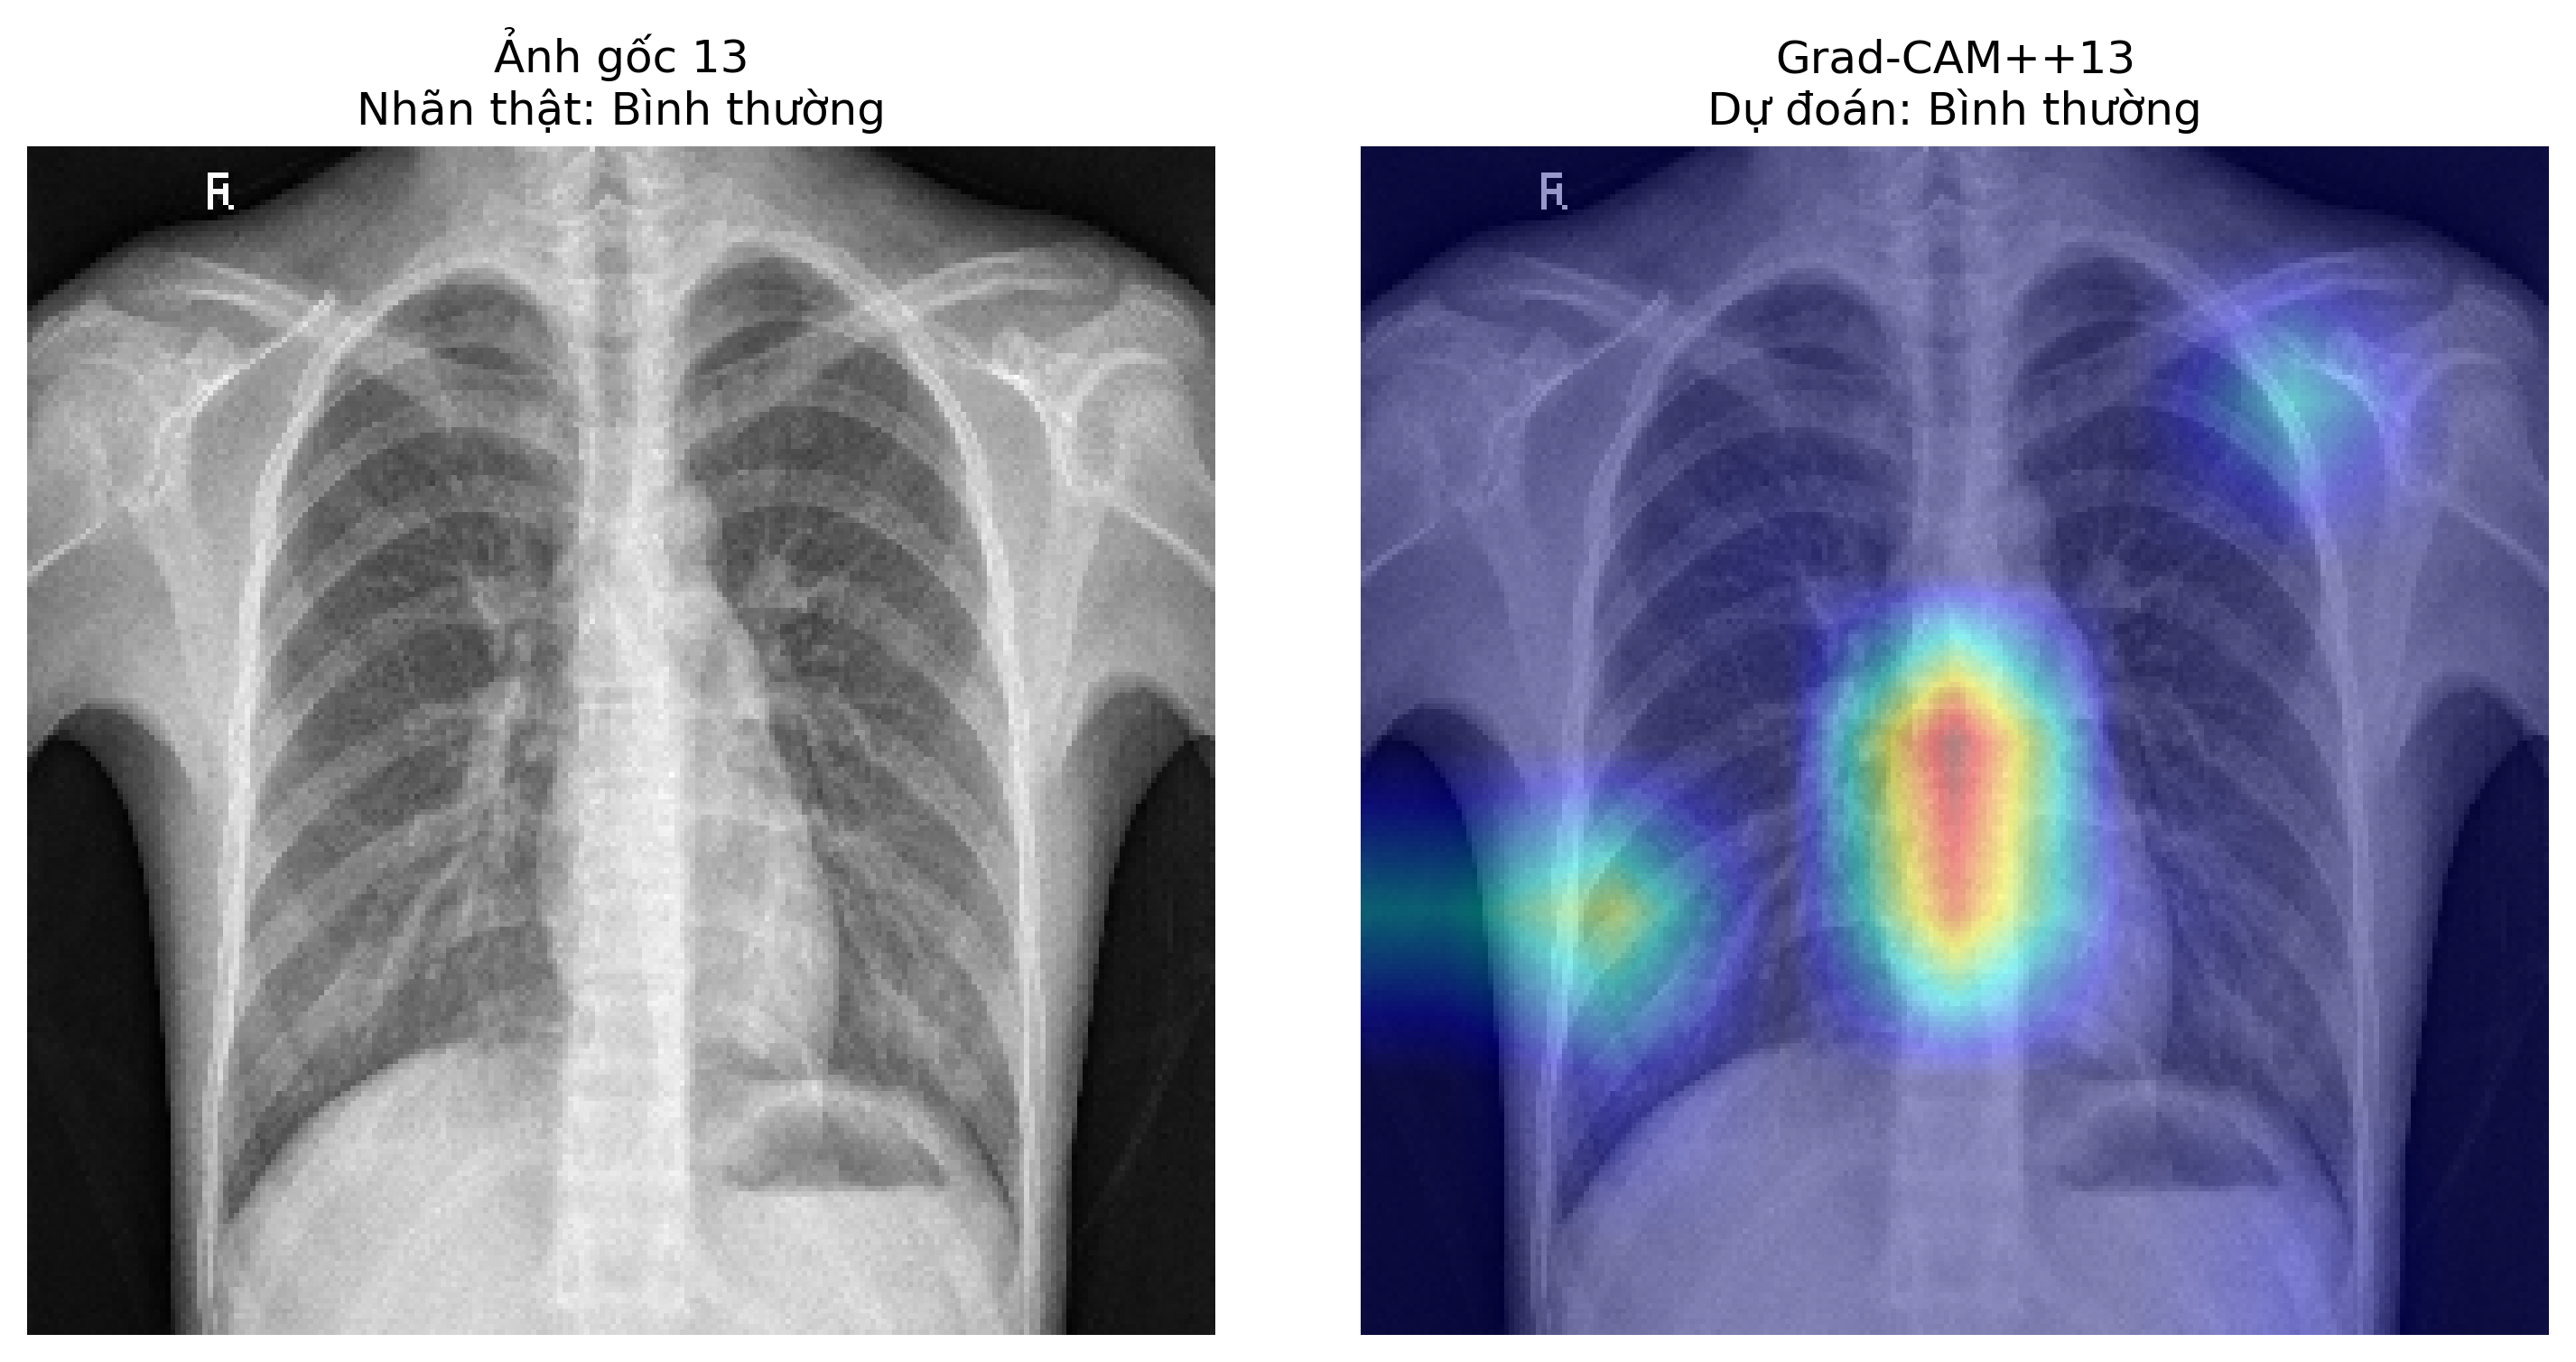 Ảnh gốc 13
Nhãn thật: Bình thường
Grad-CAM++13
Dự đoán: Bình thường
R
R